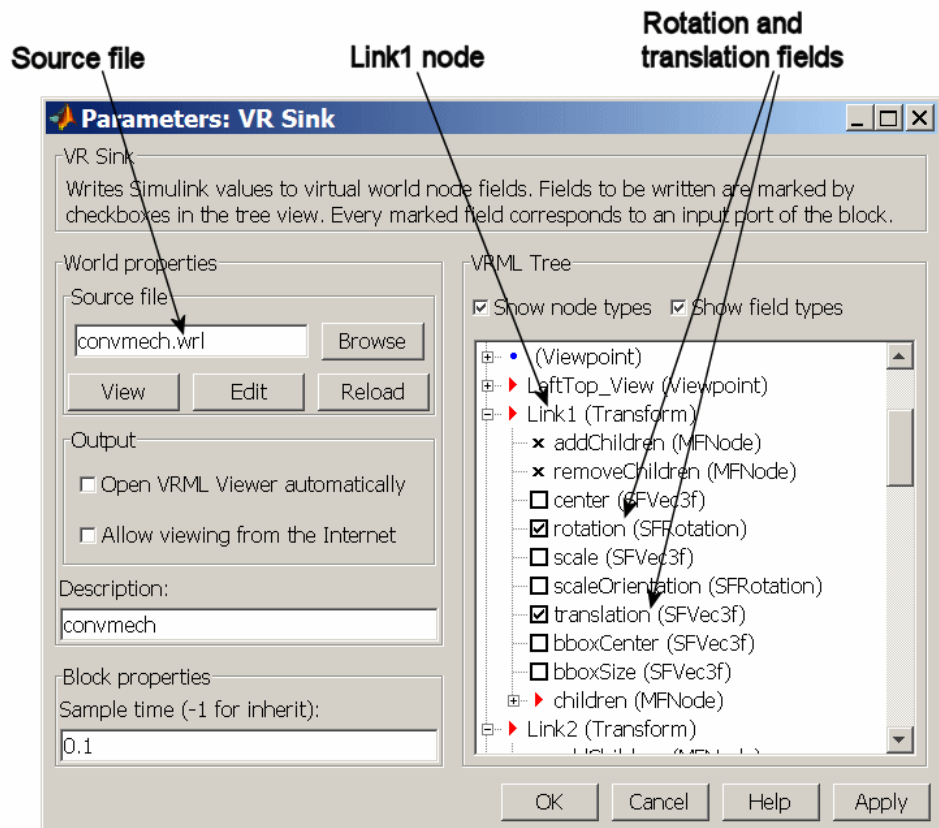 Rotation and
translation fields
Source file
Link1 node
Parameters: VR Sink
VR Sink
Writes Simulink values to virtual world node fields. Fields to be written are marked by
checkboxes in the tree view. Every marked field corresponds to an input port of the block.
World properties
Source file
convmech.wrl
Browse
View
Edit
Reload
Output
Open VRML Viewer automatically
Allow viewing from the Internet
Description:
convmech
Block properties
Sample time (-1 for inherit):
0.1
VRML Tree
Show node types
Show field types
(Viewpoint)
LeftTop_View (Viewpoint)
Link1 (Transform)
addChildren (MFNode)
removeChildren (MFNode)
center (SFVec3f)
rotation (SFRotation)
scale (SFVec3f)
scaleOrientation (SFRotation)
translation (SFVec3f)
bboxCenter (SFVec3f)
bboxSize (SFVec3f)
children (MFNode)
Link2 (Transform)
addChildren (MFNode)
OK
Cancel
Help
Apply